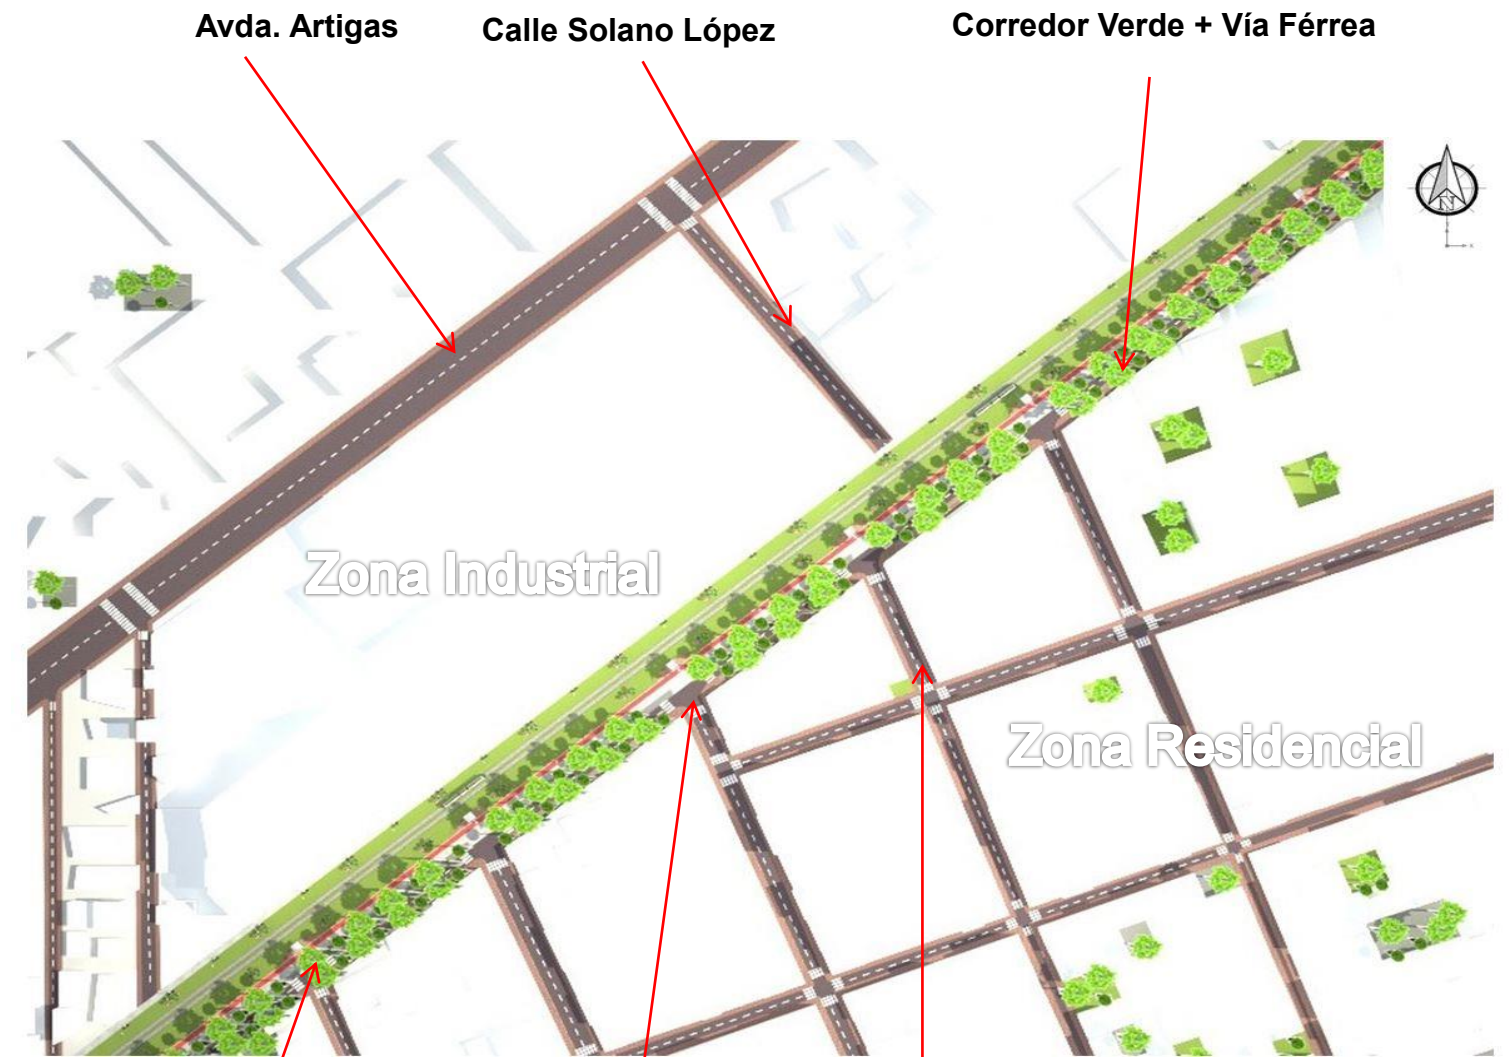 Avda. Artigas
Calle Solano López
Corredor Verde + Vía Férrea
N
Zona Industrial
Zona Residencial